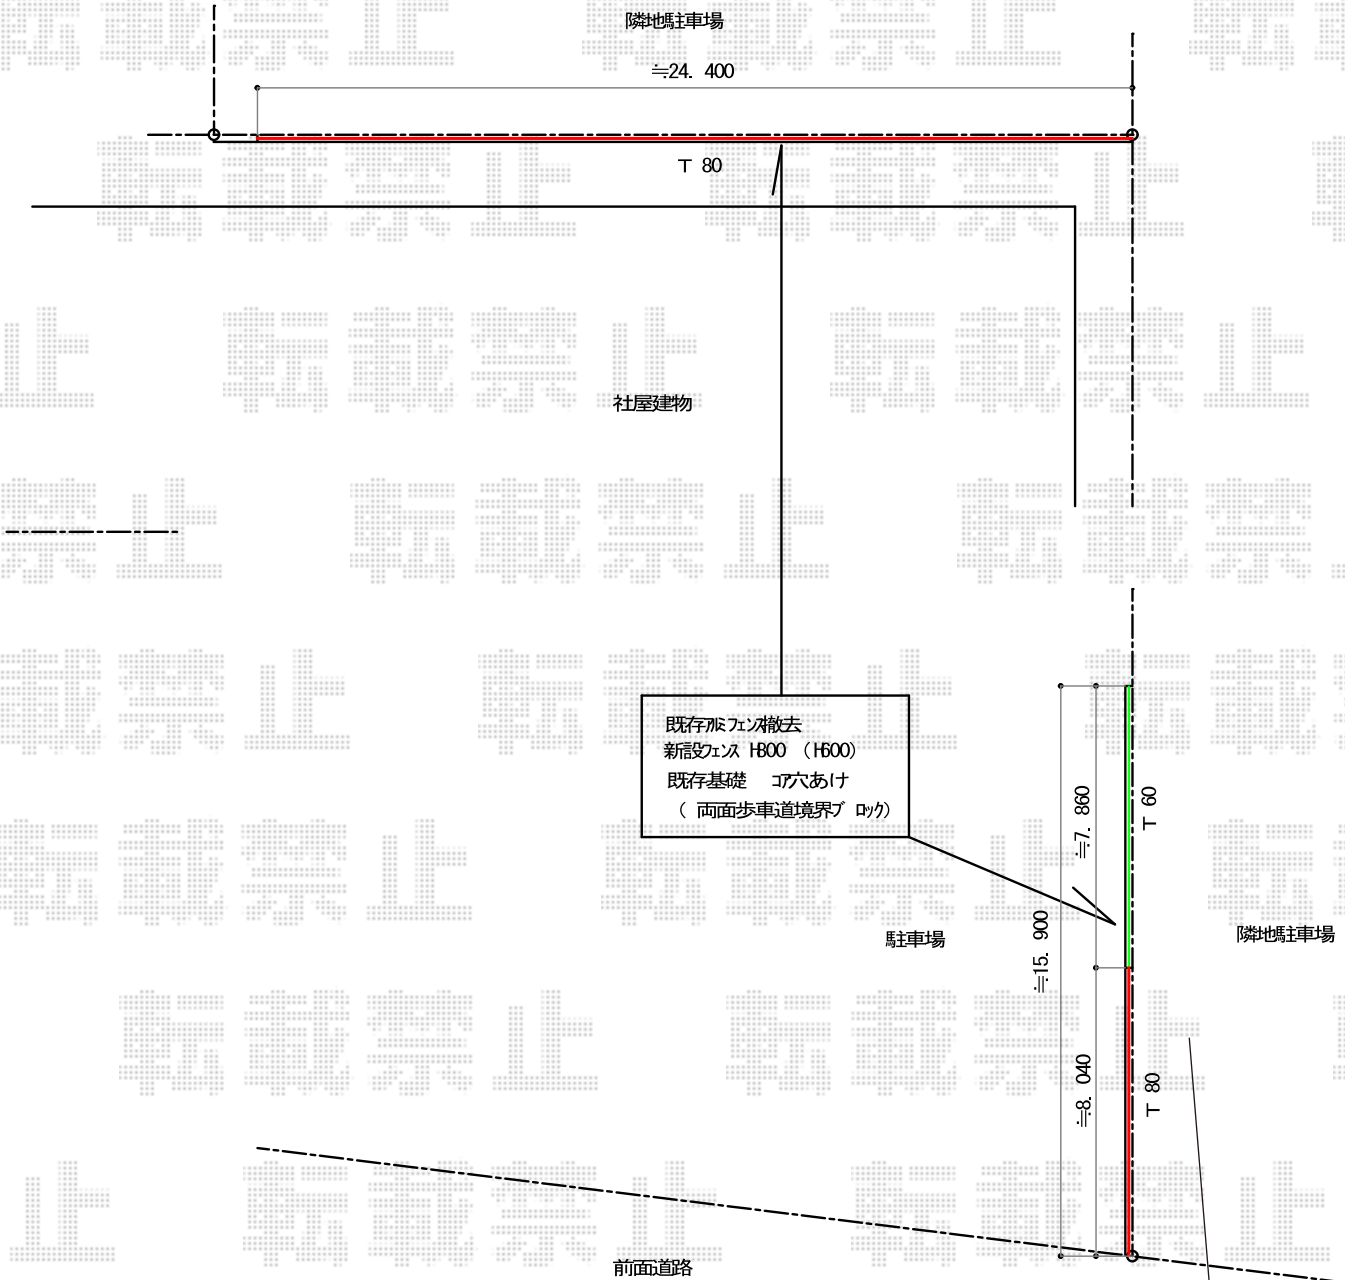 隣地駐車場
≒24. 400
T 80
社屋建物
既存アルミフェンス撤去
新設フェンス H800 (H600)
既存基礎 コア穴あけ
( 両面歩車道境界ブロック)
≒7. 860
T 60
≒15. 900
駐車場
隣地駐車場
≒8. 040
T 80
前面道路
転載禁止